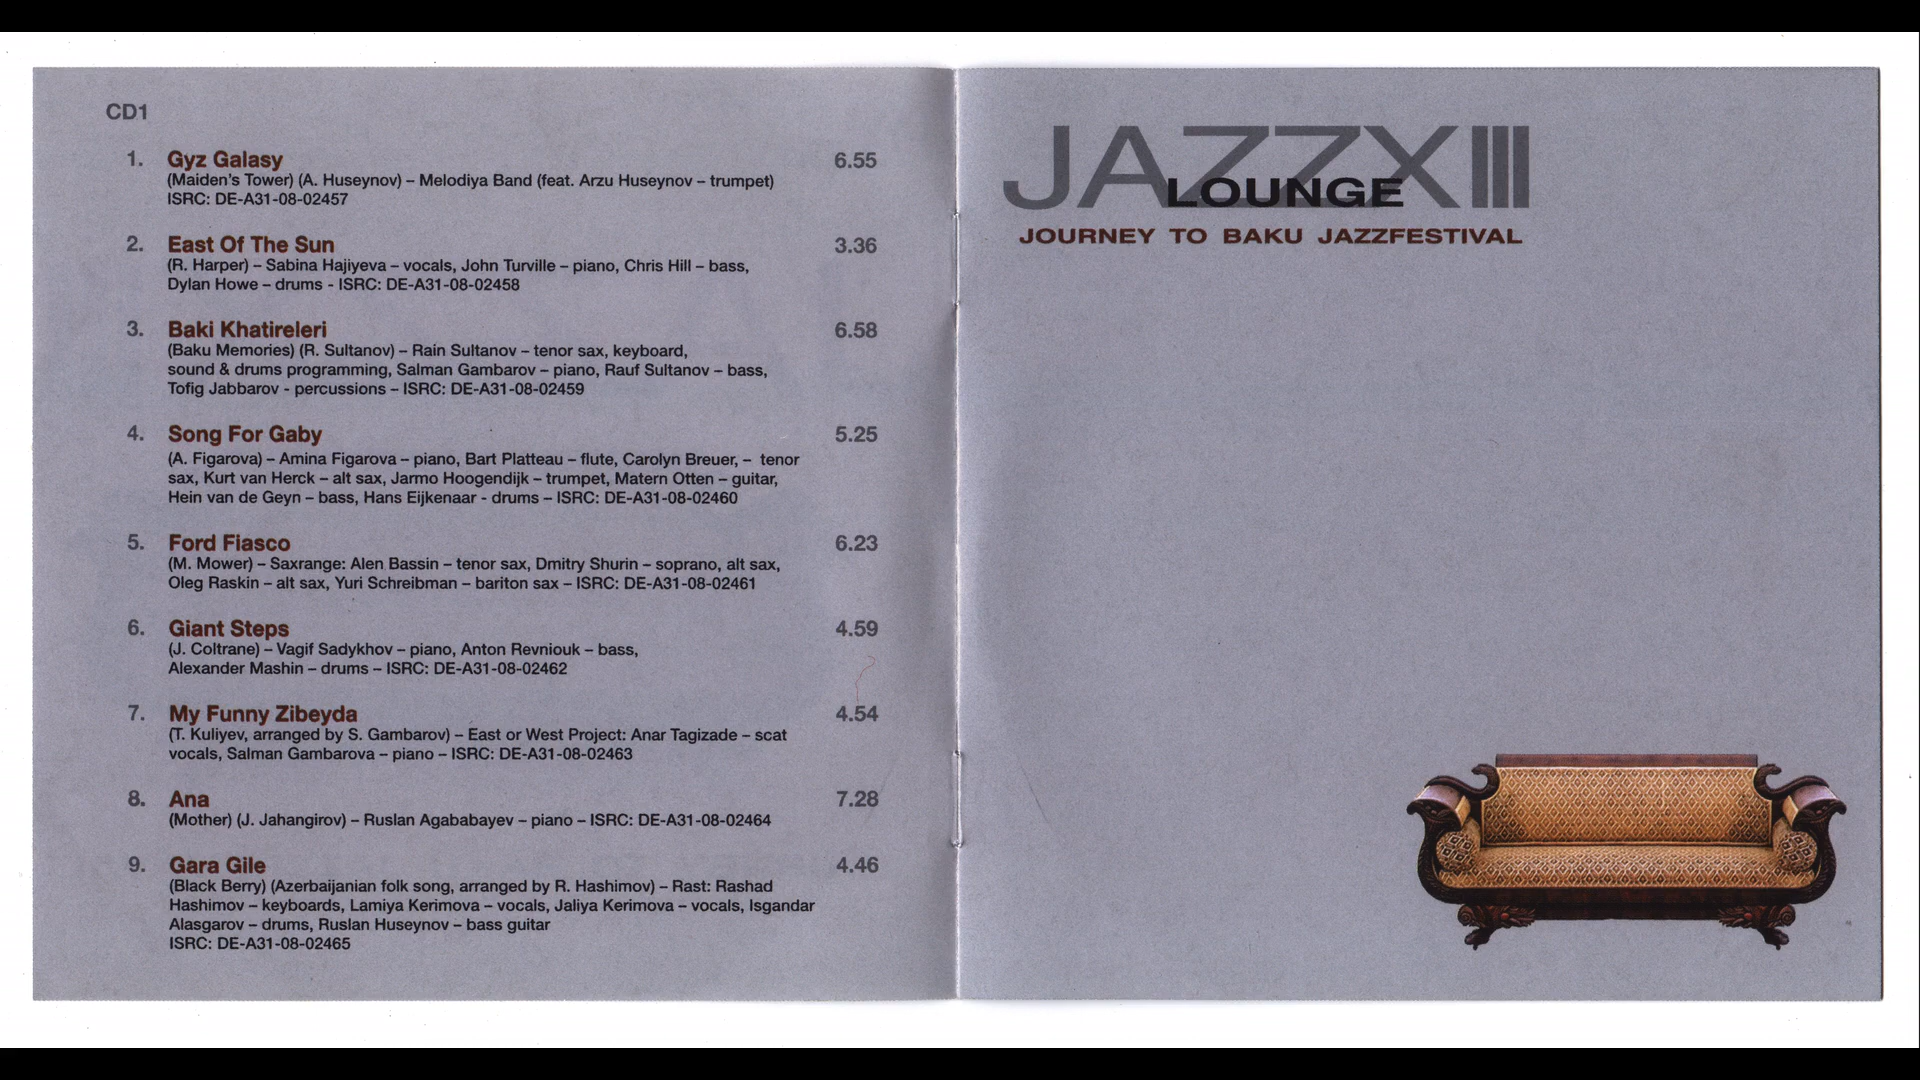 CD1
1. Gyz Galasy 6.55
(Maiden's Tower) (A. Huseynov) – Melodiya Band (feat. Arzu Huseynov – trumpet)
ISRC: DE-A31-08-02457
2. East Of The Sun 3.36
(R. Harper) – Sabina Hajiyeva – vocals, John Turville – piano, Chris Hill – bass,
Dylan Howe – drums - ISRC: DE-A31-08-02458
3. Baki Khatireleri 6.58
(Baku Memories) (R. Sultanov) – Rain Sultanov – tenor sax, keyboard,
sound & drums programming, Salman Gambarov – piano, Rauf Sultanov – bass,
Tofig Jabbarov - percussions – ISRC: DE-A31-08-02459
4. Song For Gaby 5.25
(A. Figarova) – Amina Figarova – piano, Bart Platteau – flute, Carolyn Breuer, – tenor
sax, Kurt van Herck – alt sax, Jarmo Hoogendijk – trumpet, Matern Otten – guitar,
Hein van de Geyn – bass, Hans Eijkenaar - drums – ISRC: DE-A31-08-02460
5. Ford Fiasco 6.23
(M. Mower) – Saxrange: Alen Bassin – tenor sax, Dmitry Shurin – soprano, alt sax,
Oleg Raskin – alt sax, Yuri Schreibman – bariton sax – ISRC: DE-A31-08-02461
6. Giant Steps 4.59
(J. Coltrane) – Vagif Sadykhov – piano, Anton Revniouk – bass,
Alexander Mashin – drums – ISRC: DE-A31-08-02462
7. My Funny Zibeyda 4.54
(T. Kuliyev, arranged by S. Gambarov) – East or West Project: Anar Tagizade – scat
vocals, Salman Gambarova – piano – ISRC: DE-A31-08-02463
8. Ana 7.28
(Mother) (J. Jahangirov) – Ruslan Agababayev – piano – ISRC: DE-A31-08-02464
9. Gara Gile 4.46
(Black Berry) (Azerbaijanian folk song, arranged by R. Hashimov) – Rast: Rashad
Hashimov – keyboards, Lamiya Kerimova – vocals, Jaliya Kerimova – vocals, Isgandar
Alasgarov – drums, Ruslan Huseynov – bass guitar
ISRC: DE-A31-08-02465
JAZZXIII
LOUNGE
JOURNEY TO BAKU JAZZFESTIVAL